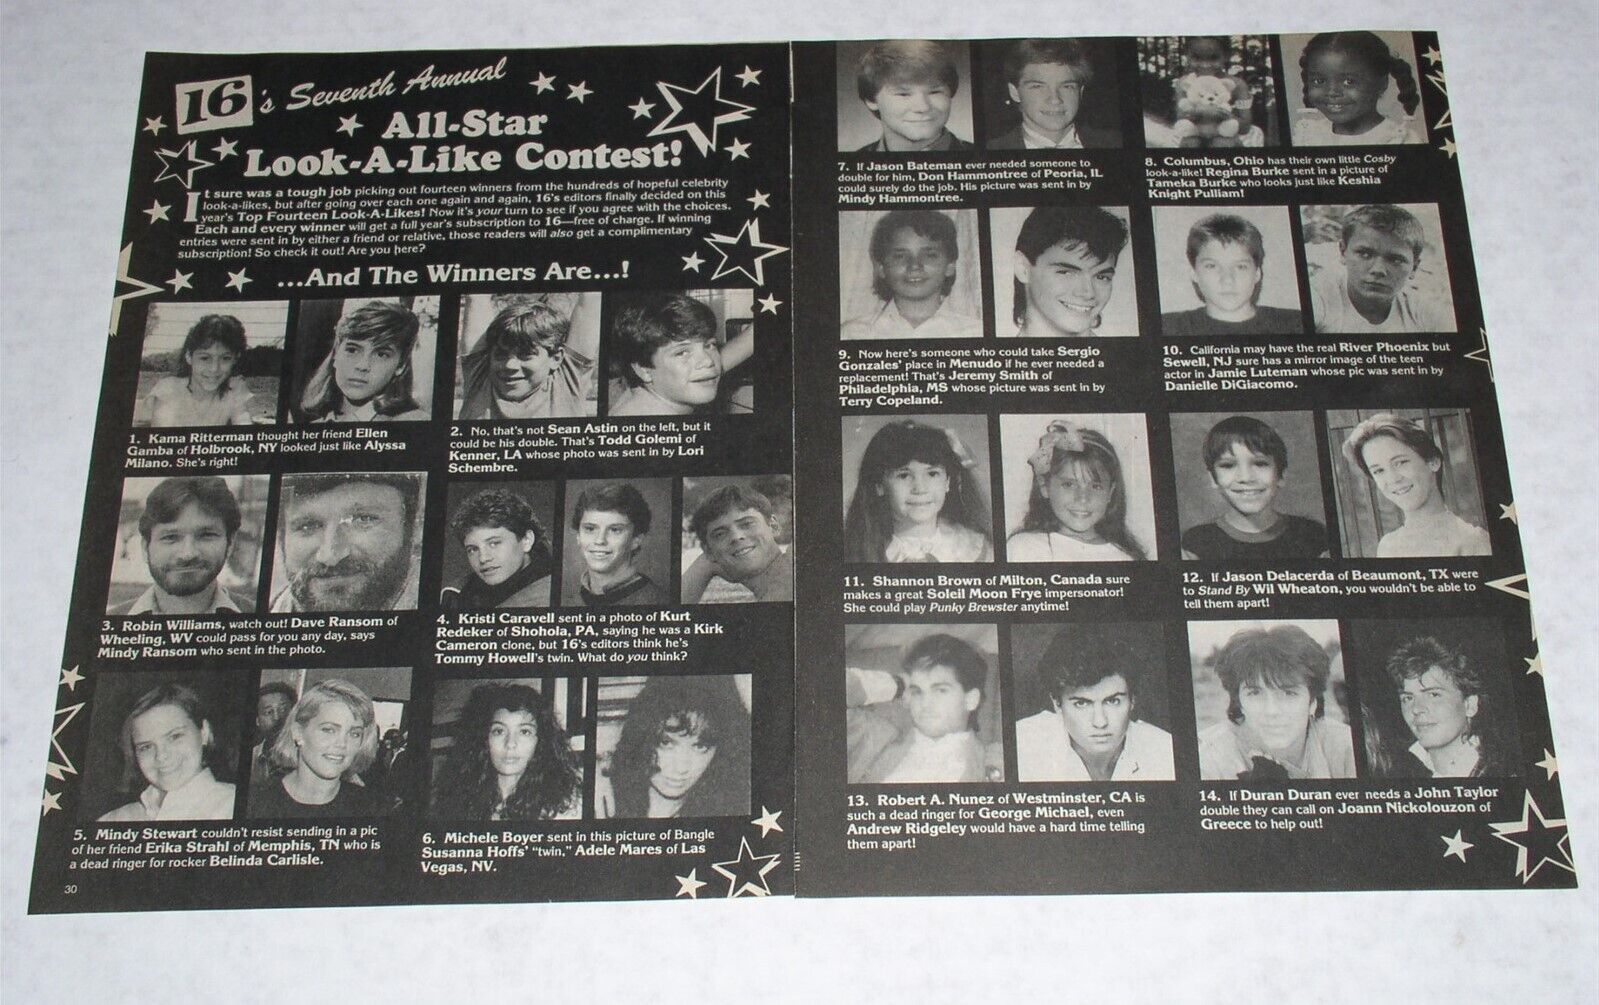 16's Seventh Annual
All-Star
Look-A-Like Contest!
It sure was a tough job picking out fourteen winners from the hundreds of hopeful celebrity
look-a-likes, but after going over each one again and again, 16's editors finally decided on this
year's Top Fourteen Look-A-Likes! Now it's your turn to see if you agree with the choices.
Each and every winner will get a full year's subscription to 16—free of charge. If winning
entries were sent in by either a friend or relative, those readers will also get a complimentary
subscription! So check it out! Are you here?
...And The Winners Are...!
1. Kama Ritterman thought her friend Ellen
Gamba of Holbrook, NY looked just like Alyssa
Milano. She's right!
2. No, that's not Sean Astin on the left, but it
could be his double. That's Todd Golemi of
Kenner, LA whose photo was sent in by Lori
Schembre.
3. Robin Williams, watch out! Dave Ransom of
Wheeling, WV could pass for you any day, says
Mindy Ransom who sent in the photo.
4. Kristi Caravell sent in a photo of Kurt
Redeker of Shohola, PA, saying he was a Kirk
Cameron clone, but 16's editors think he's
Tommy Howell's twin. What do you think?
5. Mindy Stewart couldn't resist sending in a pic
of her friend Erika Strahl of Memphis, TN who is
a dead ringer for rocker Belinda Carlisle.
6. Michele Boyer sent in this picture of Bangle
Susanna Hoffs' "twin," Adele Mares of Las
Vegas, NV.
30
7. If Jason Bateman ever needed someone to
double for him, Don Hammontree of Peoria, IL
could surely do the job. His picture was sent in by
Mindy Hammontree.
8. Columbus, Ohio has their own little Cosby
look-a-like! Regina Burke sent in a picture of
Tameka Burke who looks just like Keshia
Knight Pulliam!
9. Now here's someone who could take Sergio
Gonzales' place in Menudo if he ever needed a
replacement! That's Jeremy Smith of
Philadelphia, MS whose picture was sent in by
Terry Copeland.
10. California may have the real River Phoenix but
Sewell, NJ sure has a mirror image of the teen
actor in Jamie Luteman whose pic was sent in by
Danielle DiGiacomo.
11. Shannon Brown of Milton, Canada sure
makes a great Soleil Moon Frye impersonator!
She could play Punky Brewster anytime!
12. If Jason Delacerda of Beaumont, TX were
to Stand By Wil Wheaton, you wouldn't be able to
tell them apart!
13. Robert A. Nunez of Westminster, CA is
such a dead ringer for George Michael, even
Andrew Ridgeley would have a hard time telling
them apart!
14. If Duran Duran ever needs a John Taylor
double they can call on Joann Nickolouzon of
Greece to help out!